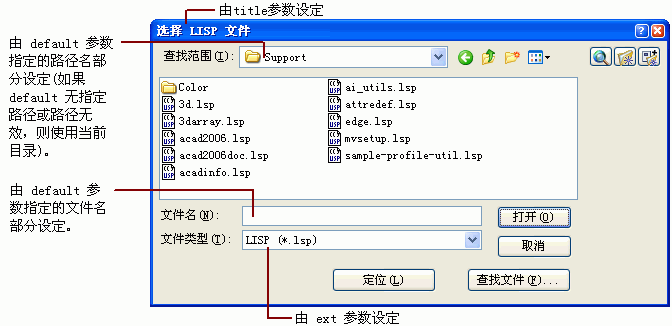 由title参数设定
选择 LISP 文件
由 default 参数
指定的路径名部
分设定(如果
default 无指定
路径或路径无
效，则使用当前
目录)。
查找范围(I):
Support
Color
3d.lsp
3darray.lsp
acad2006.lsp
acad2006doc.lsp
acadinfo.lsp
ai_utils.lsp
attredef.lsp
edge.lsp
mvsetup.lsp
sample-profile-util.lsp
由 default 参
数指定的文件名
部分设定。
文件名(N):
打开(O)
文件类型(T):
LISP (*.lsp)
取消
定位(L)
查找文件(F)...
由 ext 参数设定